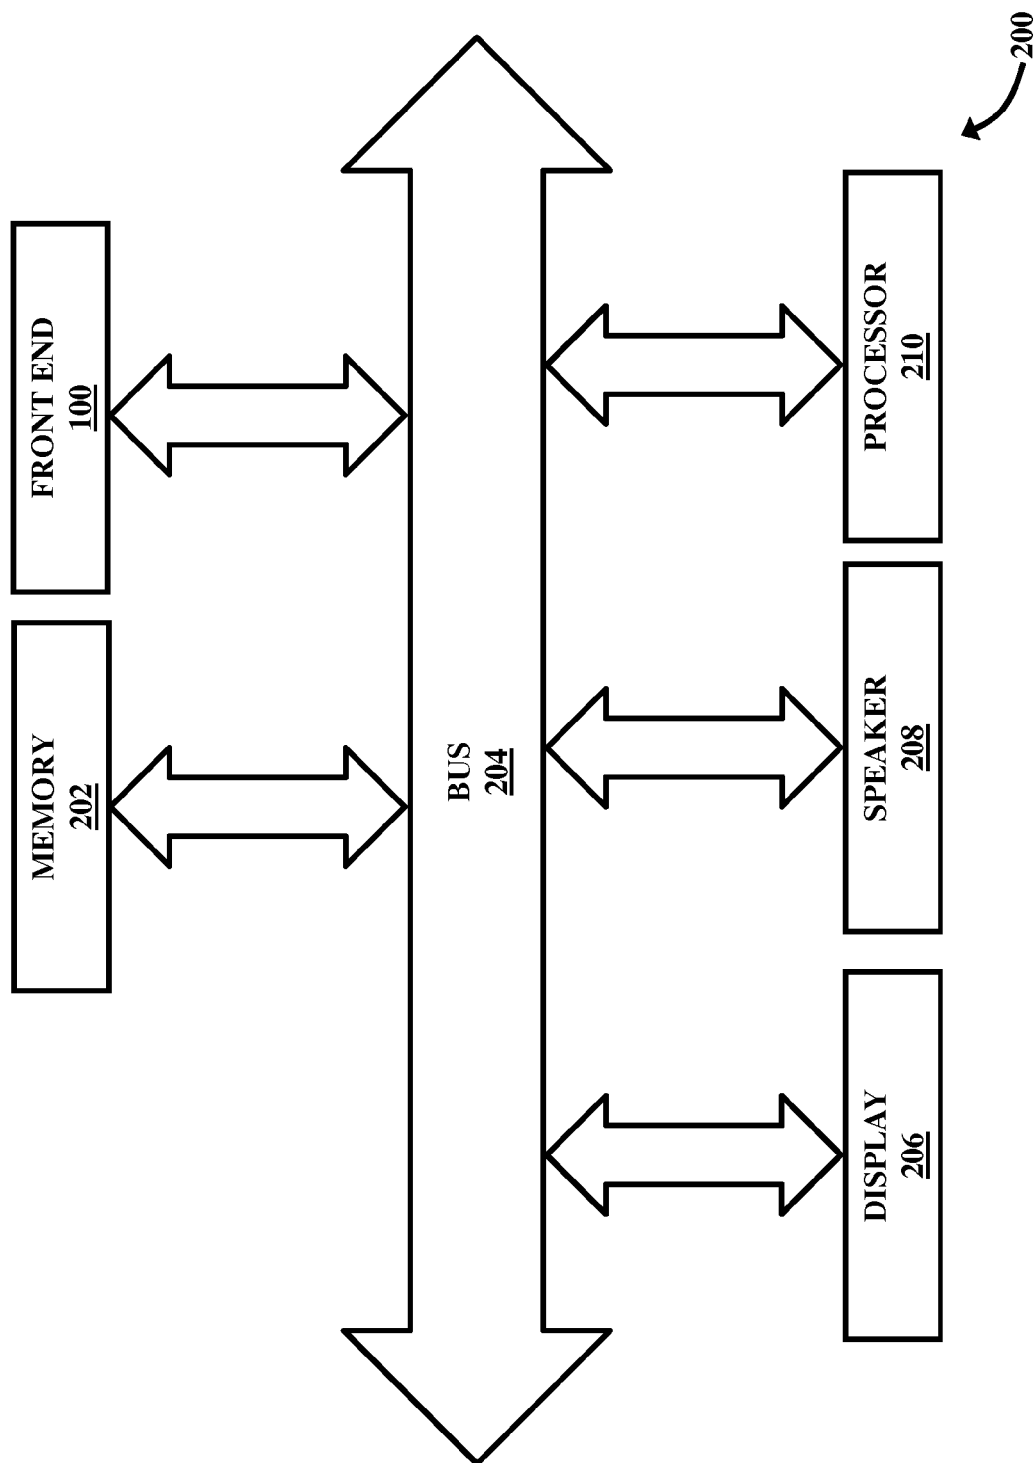 MEMORY
202
FRONT END
100
BUS
204
DISPLAY
206
SPEAKER
208
PROCESSOR
210
200